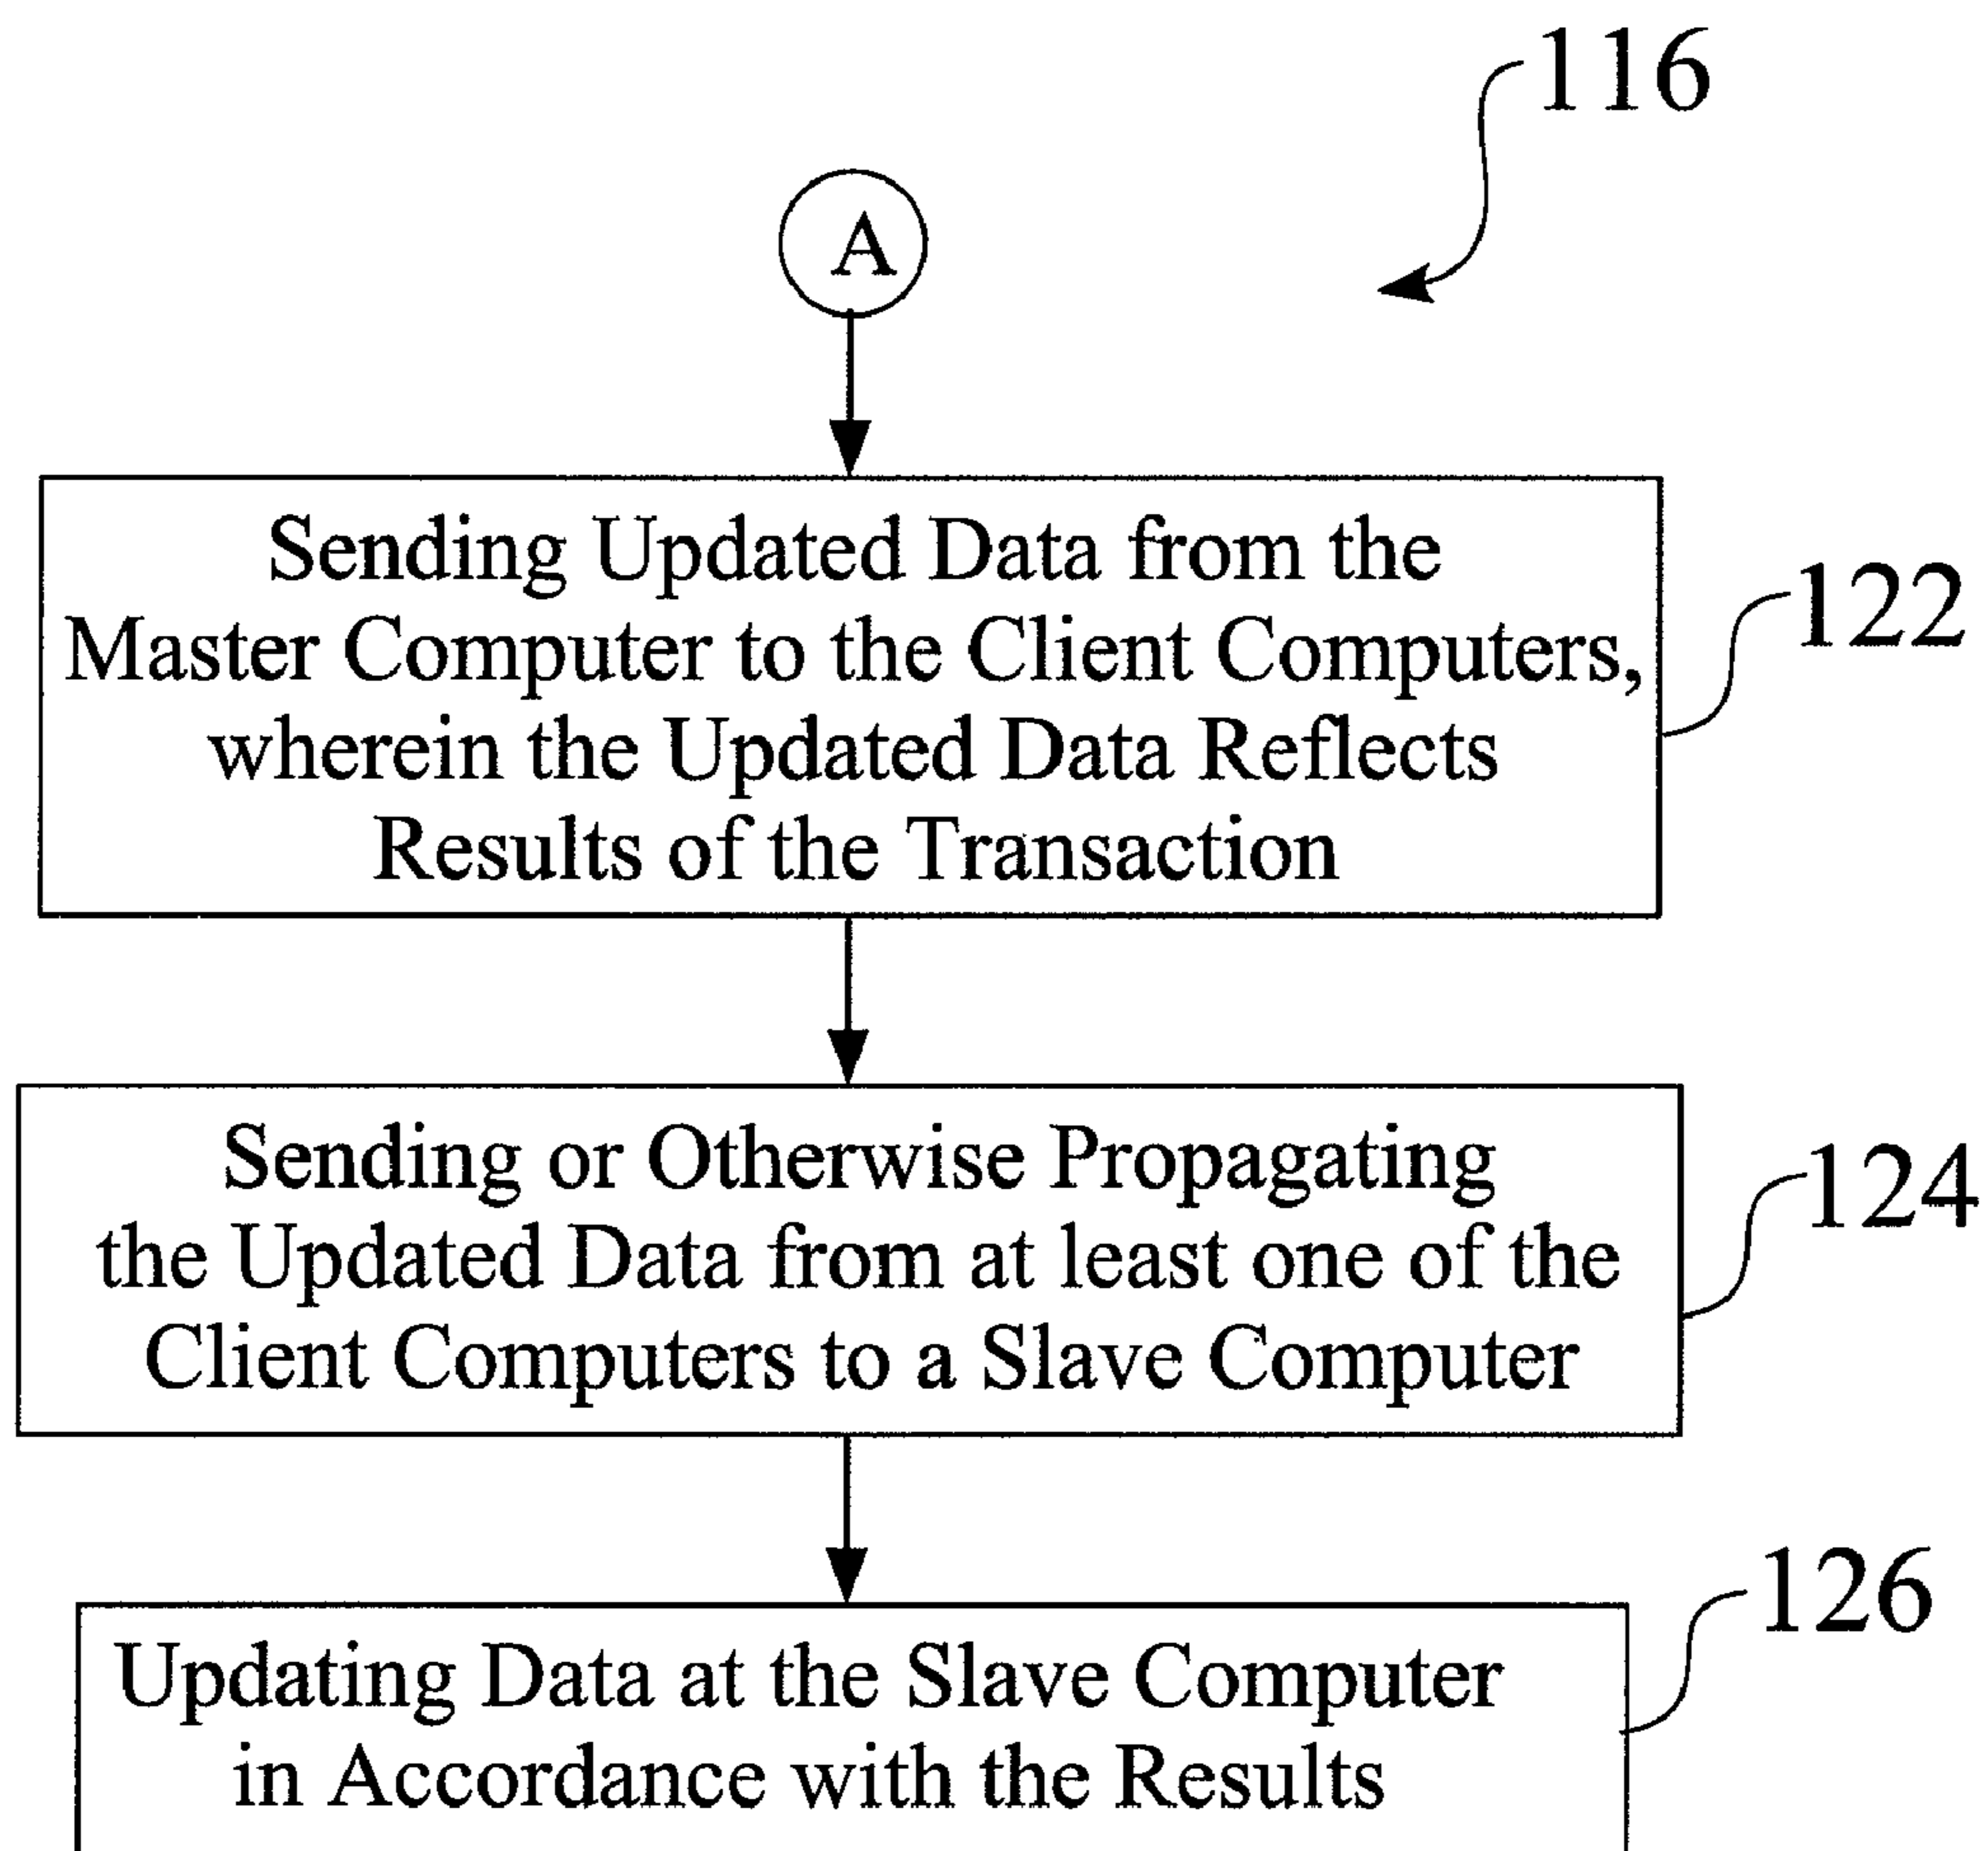 116
A
Sending Updated Data from the
Master Computer to the Client Computers,
wherein the Updated Data Reflects
Results of the Transaction
122
Sending or Otherwise Propagating
the Updated Data from at least one of the
Client Computers to a Slave Computer
124
Updating Data at the Slave Computer
in Accordance with the Results
126